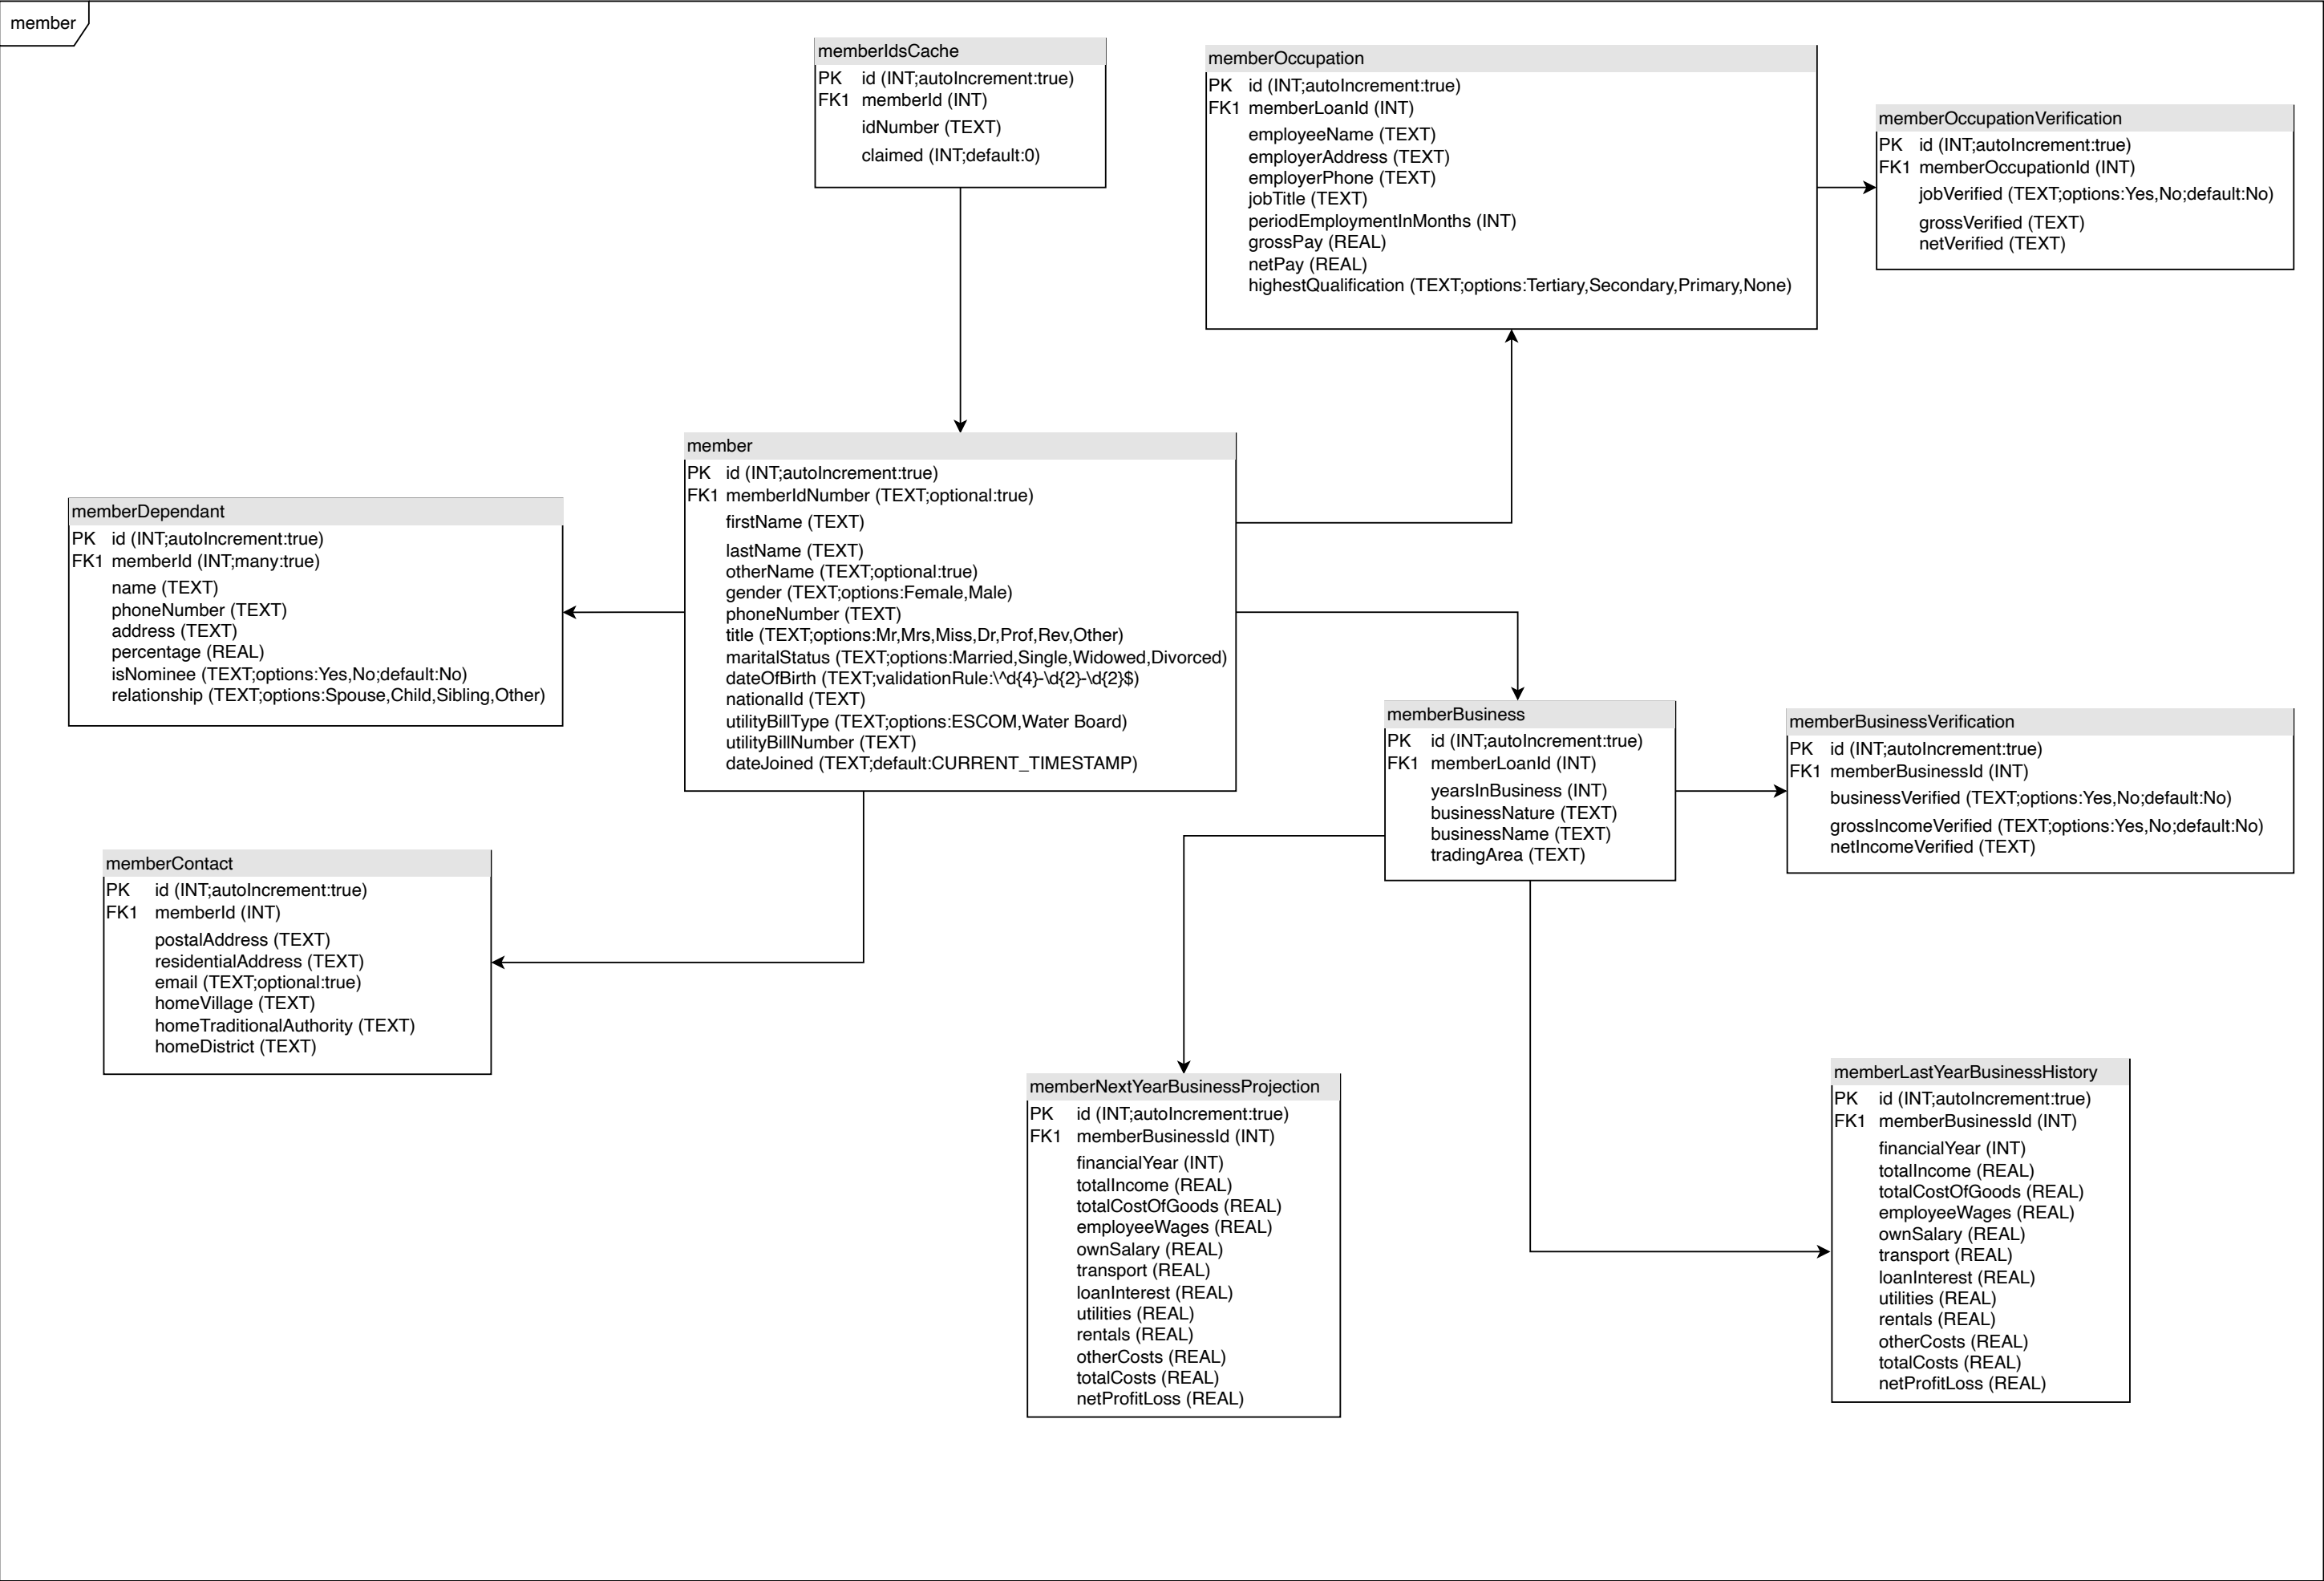 member
memberIdsCache
PK id (INT;autoIncrement:true)
FK1 memberId (INT)
idNumber (TEXT)
claimed (INT;default:0)
memberOccupation
PK id (INT;autoIncrement:true)
FK1 memberLoanId (INT)
employeeName (TEXT)
employerAddress (TEXT)
employerPhone (TEXT)
jobTitle (TEXT)
periodEmploymentInMonths (INT)
grossPay (REAL)
netPay (REAL)
highestQualification (TEXT;options:Tertiary,Secondary,Primary,None)
memberOccupationVerification
PK id (INT;autoIncrement:true)
FK1 memberOccupationId (INT)
jobVerified (TEXT;options:Yes,No;default:No)
grossVerified (TEXT)
netVerified (TEXT)
member
PK id (INT;autoIncrement:true)
FK1 memberIdNumber (TEXT;optional:true)
firstName (TEXT)
lastName (TEXT)
otherName (TEXT;optional:true)
gender (TEXT;options:Female,Male)
phoneNumber (TEXT)
title (TEXT;options:Mr,Mrs,Miss,Dr,Prof,Rev,Other)
maritalStatus (TEXT;options:Married,Single,Widowed,Divorced)
dateOfBirth (TEXT;validationRule:\^d{4}-\d{2}-\d{2}$)
nationalId (TEXT)
utilityBillType (TEXT;options:ESCOM,Water Board)
utilityBillNumber (TEXT)
dateJoined (TEXT;default:CURRENT_TIMESTAMP)
memberDependant
PK id (INT;autoIncrement:true)
FK1 memberId (INT;many:true)
name (TEXT)
phoneNumber (TEXT)
address (TEXT)
percentage (REAL)
isNominee (TEXT;options:Yes,No;default:No)
relationship (TEXT;options:Spouse,Child,Sibling,Other)
memberBusiness
PK id (INT;autoIncrement:true)
FK1 memberLoanId (INT)
yearsInBusiness (INT)
businessNature (TEXT)
businessName (TEXT)
tradingArea (TEXT)
memberBusinessVerification
PK id (INT;autoIncrement:true)
FK1 memberBusinessId (INT)
businessVerified (TEXT;options:Yes,No;default:No)
grossIncomeVerified (TEXT;options:Yes,No;default:No)
netIncomeVerified (TEXT)
memberContact
PK id (INT;autoIncrement:true)
FK1 memberId (INT)
postalAddress (TEXT)
residentialAddress (TEXT)
email (TEXT;optional:true)
homeVillage (TEXT)
homeTraditionalAuthority (TEXT)
homeDistrict (TEXT)
memberNextYearBusinessProjection
PK id (INT;autoIncrement:true)
FK1 memberBusinessId (INT)
financialYear (INT)
totalIncome (REAL)
totalCostOfGoods (REAL)
employeeWages (REAL)
ownSalary (REAL)
transport (REAL)
loanInterest (REAL)
utilities (REAL)
rentals (REAL)
otherCosts (REAL)
totalCosts (REAL)
netProfitLoss (REAL)
memberLastYearBusinessHistory
PK id (INT;autoIncrement:true)
FK1 memberBusinessId (INT)
financialYear (INT)
totalIncome (REAL)
totalCostOfGoods (REAL)
employeeWages (REAL)
ownSalary (REAL)
transport (REAL)
loanInterest (REAL)
utilities (REAL)
rentals (REAL)
otherCosts (REAL)
totalCosts (REAL)
netProfitLoss (REAL)